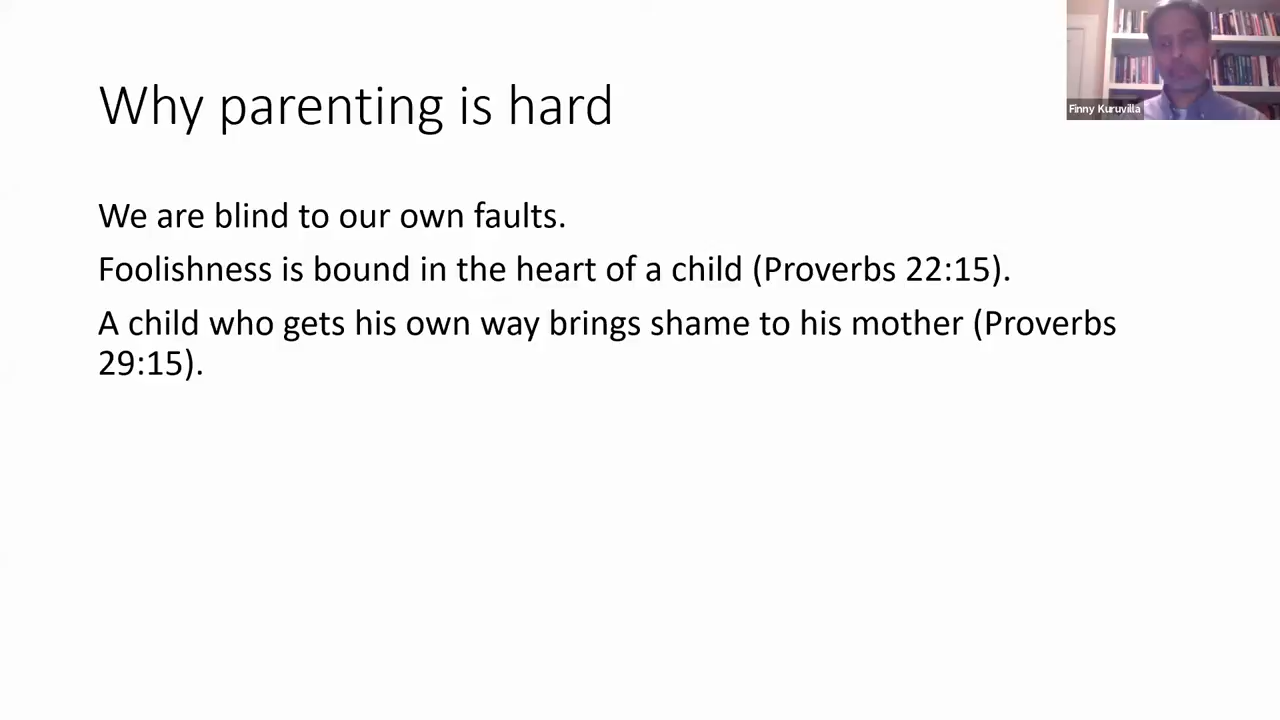 Why parenting is hard
Finny Kuruvilla
We are blind to our own faults.
Foolishness is bound in the heart of a child (Proverbs 22:15).
A child who gets his own way brings shame to his mother (Proverbs
29:15).